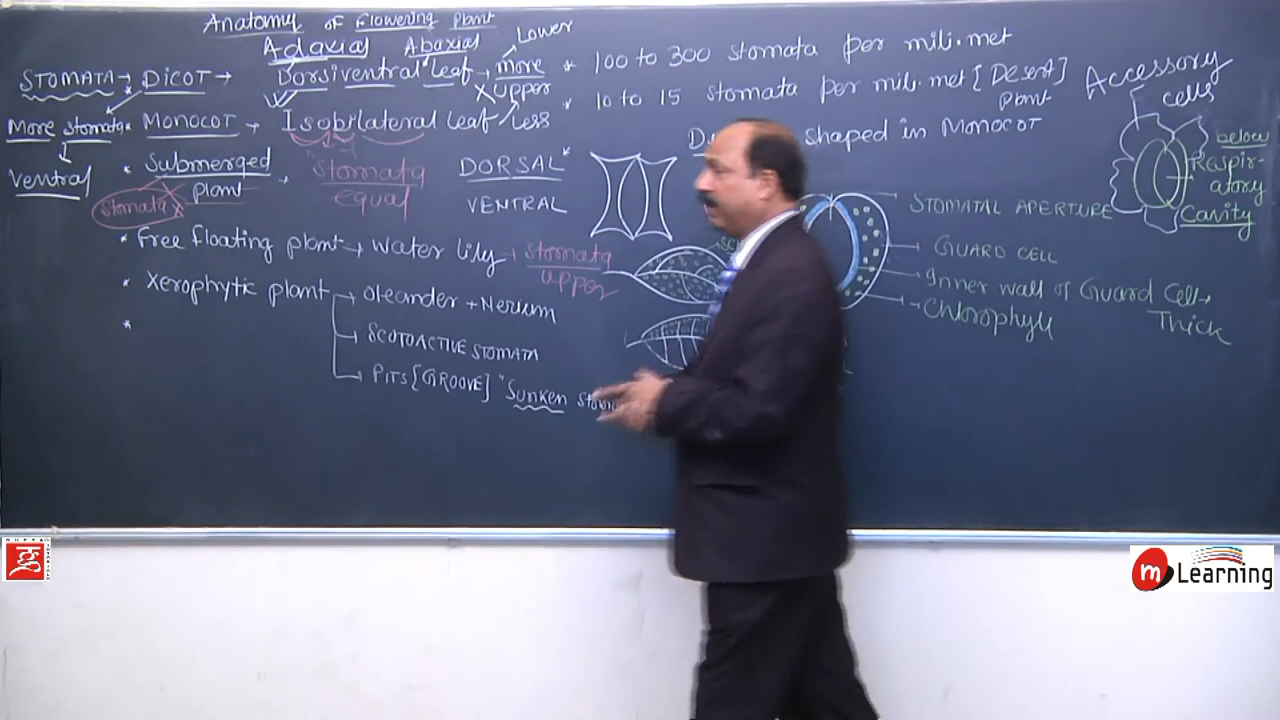 Anatomy of Flowering Plant
Adaxial Abaxial Lower
STOMATA → DICOT → Dorsiventral leaf → more
X upper
More stomata * MONOCOT → Isobilateral leaf less
Ventral
* Submerged plant →
Stomata X
"Stomata equal
DORSAL
VENTRAL
* Free floating plant → water lily → stomata upper
* Xerophytic plant → Oleander + Nerium
→ SCOTOACTIVE STOMATA
→ PITS [GROOVE] "Sunken
*
* 100 to 300 stomata per mili.met
* 10 to 15 stomata per mili.met [Desert] Plant
shaped in Monocot
STOMATAL APERTURE
GUARD CELL
Inner wall of Guard Cell → Thick
Chlorophyll
Accessory cells
below
Respir-
atory
Cavity
GUPTA TUTORIALS
m Learning